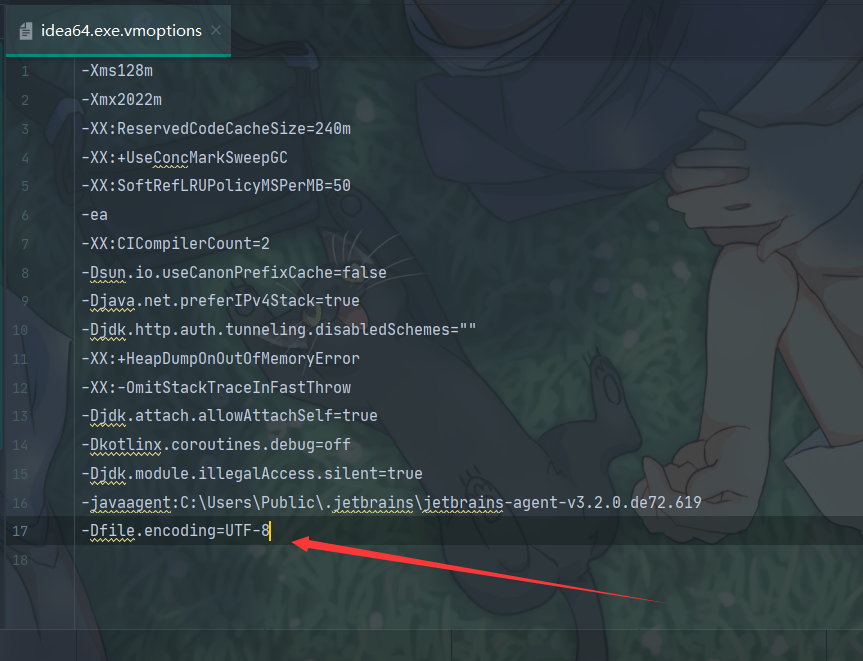 idea64.exe.vmoptions
1 -Xms128m
2 -Xmx2022m
3 -XX:ReservedCodeCacheSize=240m
4 -XX:+UseConcMarkSweepGC
5 -XX:SoftRefLRUPolicyMSPerMB=50
6 -ea
7 -XX:CICompilerCount=2
8 -Dsun.io.useCanonPrefixCache=false
9 -Djava.net.preferIPv4Stack=true
10 -Djdk.http.auth.tunneling.disabledSchemes=""
11 -XX:+HeapDumpOnOutOfMemoryError
12 -XX:-OmitStackTraceInFastThrow
13 -Djdk.attach.allowAttachSelf=true
14 -Dkotlinx.coroutines.debug=off
15 -Djdk.module.illegalAccess.silent=true
16 -javaagent:C:\Users\Public\.jetbrains\jetbrains-agent-v3.2.0.de72.619
17 -Dfile.encoding=UTF-8
18